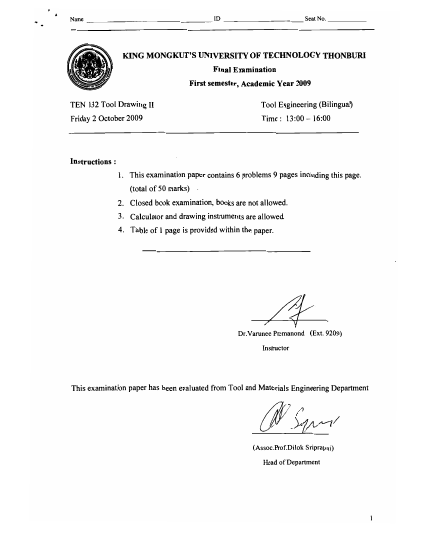 Name ID Seat No.
KING MONGKUT'S UNIVERSITY OF TECHNOLOGY THONBURI
Final Examination
First semester, Academic Year 2009
TEN 132 Tool Drawing II Tool Engineering (Bilingual)
Friday 2 October 2009 Time : 13:00 – 16:00
Instructions :
1. This examination paper contains 6 problems 9 pages including this page.
(total of 50 marks)
2. Closed book examination, books are not allowed.
3. Calculator and drawing instruments are allowed
4. Table of 1 page is provided within the paper.
Dr.Varunee Premanond (Ext. 9209)
Instructor
This examination paper has been evaluated from Tool and Materials Engineering Department
(Assoc.Prof.Dilok Sriprapai)
Head of Department
1